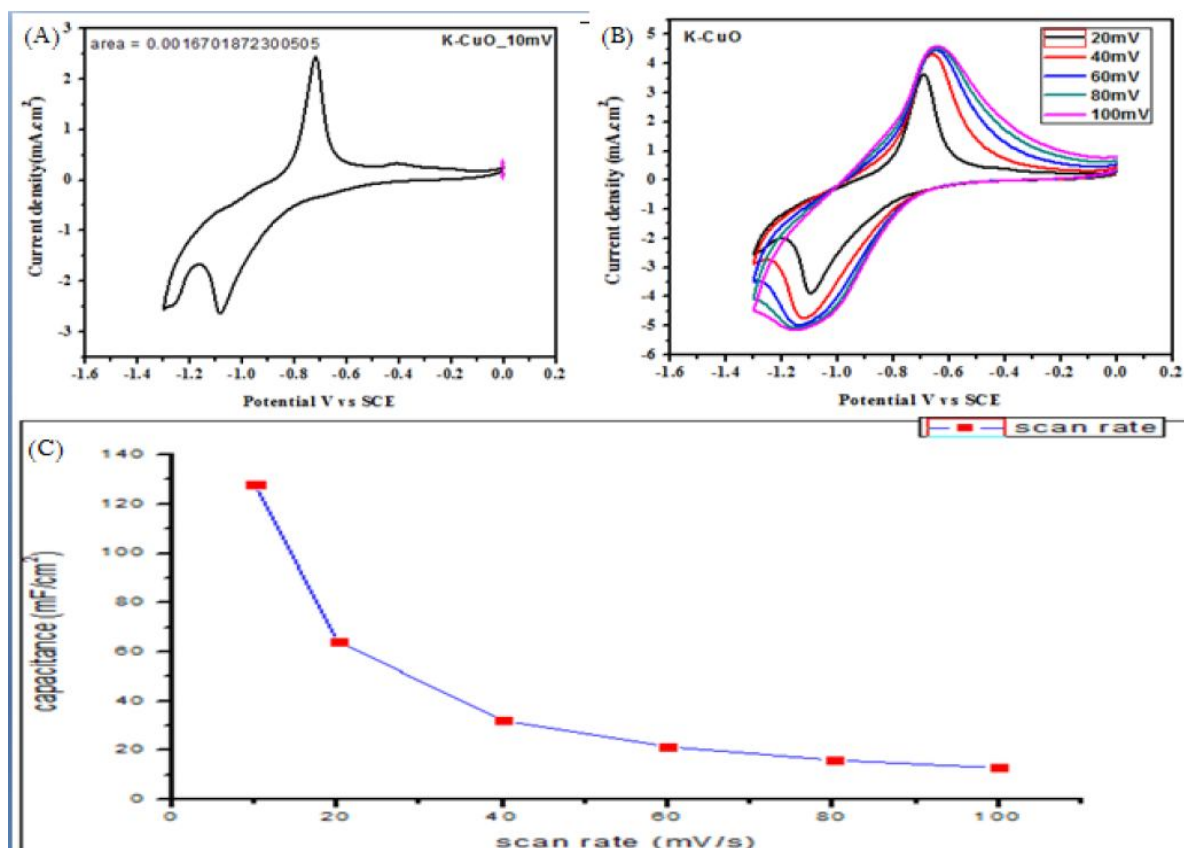 (A)
area = 0.0016701872300505
K-CuO_10mV
Current density(mA.cm²)
3
2
1
0
-1
-2
-3
-1.6 -1.4 -1.2 -1.0 -0.8 -0.6 -0.4 -0.2 0.0 0.2
Potential V vs SCE
(B)
K-CuO
20mV
40mV
60mV
80mV
100mV
Current density (mA.cm²)
5
4
3
2
1
0
-1
-2
-3
-4
-5
-6
-1.6 -1.4 -1.2 -1.0 -0.8 -0.6 -0.4 -0.2 0.0 0.2
Potential V vs SCE
(C)
scan rate
capacitance (mF/cm²)
140
120
100
80
60
40
20
0
0 20 40 60 80 100
scan rate (mV/s)